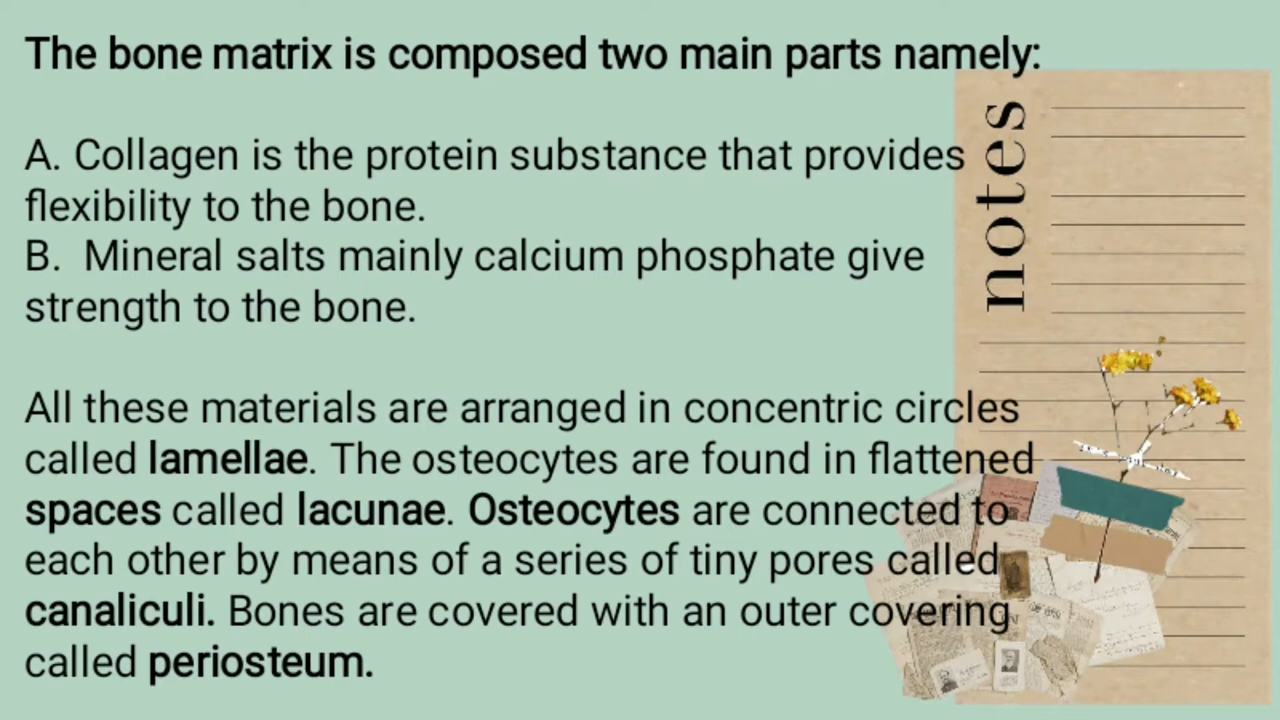 The bone matrix is composed two main parts namely:
A. Collagen is the protein substance that provides
flexibility to the bone.
B. Mineral salts mainly calcium phosphate give
strength to the bone.
All these materials are arranged in concentric circles
called lamellae. The osteocytes are found in flattened
spaces called lacunae. Osteocytes are connected to
each other by means of a series of tiny pores called
canaliculi. Bones are covered with an outer covering
called periosteum.
notes